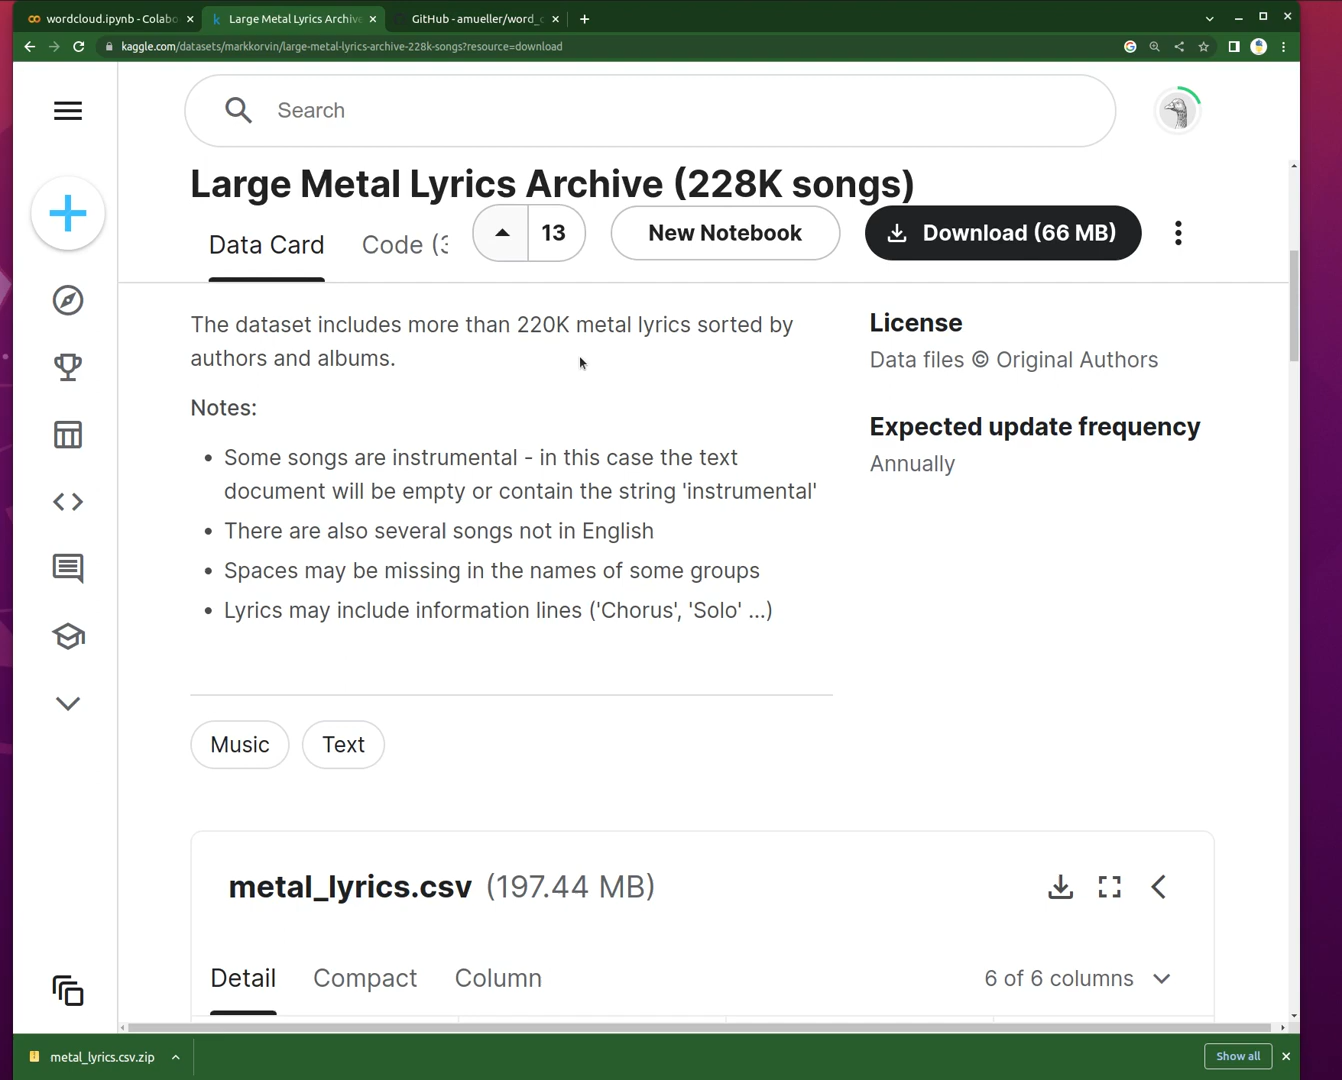 wordcloud.ipynb - Colabo
Large Metal Lyrics Archive
GitHub - amueller/word_c
kaggle.com/datasets/markkorvin/large-metal-lyrics-archive-228k-songs?resource=download
Search
Large Metal Lyrics Archive (228K songs)
Data Card
Code (3
13
New Notebook
Download (66 MB)
The dataset includes more than 220K metal lyrics sorted by
authors and albums.
Notes:
• Some songs are instrumental - in this case the text
document will be empty or contain the string 'instrumental'
• There are also several songs not in English
• Spaces may be missing in the names of some groups
• Lyrics may include information lines ('Chorus', 'Solo' ...)
License
Data files © Original Authors
Expected update frequency
Annually
Music
Text
metal_lyrics.csv (197.44 MB)
Detail
Compact
Column
6 of 6 columns
metal_lyrics.csv.zip
Show all